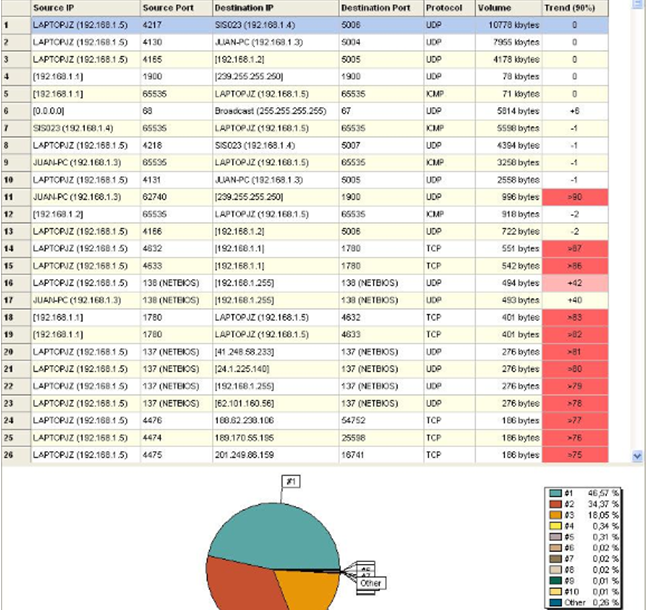 Source IP Source Port Destination IP Destination Port Protocol Volume Trend (90%)
1 LAPTOPJZ (192.168.1.5) 4217 SIS023 (192.168.1.4) 5006 UDP 10778 kbytes 0
2 LAPTOPJZ (192.168.1.5) 4130 JUAN-PC (192.168.1.3) 5004 UDP 7955 kbytes 0
3 LAPTOPJZ (192.168.1.5) 4165 [192.168.1.2] 5005 UDP 4178 kbytes 0
4 [192.168.1.1] 1900 [239.255.255.250] 1900 UDP 78 kbytes 0
5 [192.168.1.1] 65535 LAPTOPJZ (192.168.1.5) 65535 ICMP 71 kbytes 0
6 [0.0.0.0] 68 Broadcast (255.255.255.255) 67 UDP 5814 bytes +6
7 SIS023 (192.168.1.4) 65535 LAPTOPJZ (192.168.1.5) 65535 ICMP 5598 bytes -1
8 LAPTOPJZ (192.168.1.5) 4218 SIS023 (192.168.1.4) 5007 UDP 4394 bytes -1
9 JUAN-PC (192.168.1.3) 65535 LAPTOPJZ (192.168.1.5) 65535 ICMP 3258 bytes -1
10 LAPTOPJZ (192.168.1.5) 4131 JUAN-PC (192.168.1.3) 5005 UDP 2558 bytes -1
11 JUAN-PC (192.168.1.3) 62740 [239.255.255.250] 1900 UDP 996 bytes >90
12 [192.168.1.2] 65535 LAPTOPJZ (192.168.1.5) 65535 ICMP 918 bytes -2
13 LAPTOPJZ (192.168.1.5) 4166 [192.168.1.2] 5006 UDP 722 bytes -2
14 LAPTOPJZ (192.168.1.5) 4632 [192.168.1.1] 1780 TCP 551 bytes >87
15 LAPTOPJZ (192.168.1.5) 4633 [192.168.1.1] 1780 TCP 542 bytes >86
16 LAPTOPJZ (192.168.1.5) 138 (NETBIOS) [192.168.1.255] 138 (NETBIOS) UDP 494 bytes +42
17 JUAN-PC (192.168.1.3) 138 (NETBIOS) [192.168.1.255] 138 (NETBIOS) UDP 493 bytes +40
18 [192.168.1.1] 1780 LAPTOPJZ (192.168.1.5) 4632 TCP 401 bytes >83
19 [192.168.1.1] 1780 LAPTOPJZ (192.168.1.5) 4633 TCP 401 bytes >82
20 LAPTOPJZ (192.168.1.5) 137 (NETBIOS) [41.248.58.233] 137 (NETBIOS) UDP 276 bytes >81
21 LAPTOPJZ (192.168.1.5) 137 (NETBIOS) [24.1.225.140] 137 (NETBIOS) UDP 276 bytes >80
22 LAPTOPJZ (192.168.1.5) 137 (NETBIOS) [192.168.1.255] 137 (NETBIOS) UDP 276 bytes >79
23 LAPTOPJZ (192.168.1.5) 137 (NETBIOS) [62.101.160.56] 137 (NETBIOS) UDP 276 bytes >78
24 LAPTOPJZ (192.168.1.5) 4476 188.62.238.106 54752 TCP 186 bytes >77
25 LAPTOPJZ (192.168.1.5) 4474 189.170.55.195 25598 TCP 186 bytes >76
26 LAPTOPJZ (192.168.1.5) 4475 201.249.86.159 16741 TCP 186 bytes >75
#1
Other
#1 46,57 %
#2 34,37 %
#3 18,05 %
#4 0,34 %
#5 0,31 %
#6 0,02 %
#7 0,02 %
#8 0,02 %
#9 0,01 %
#10 0,01 %
Other 0,26 %